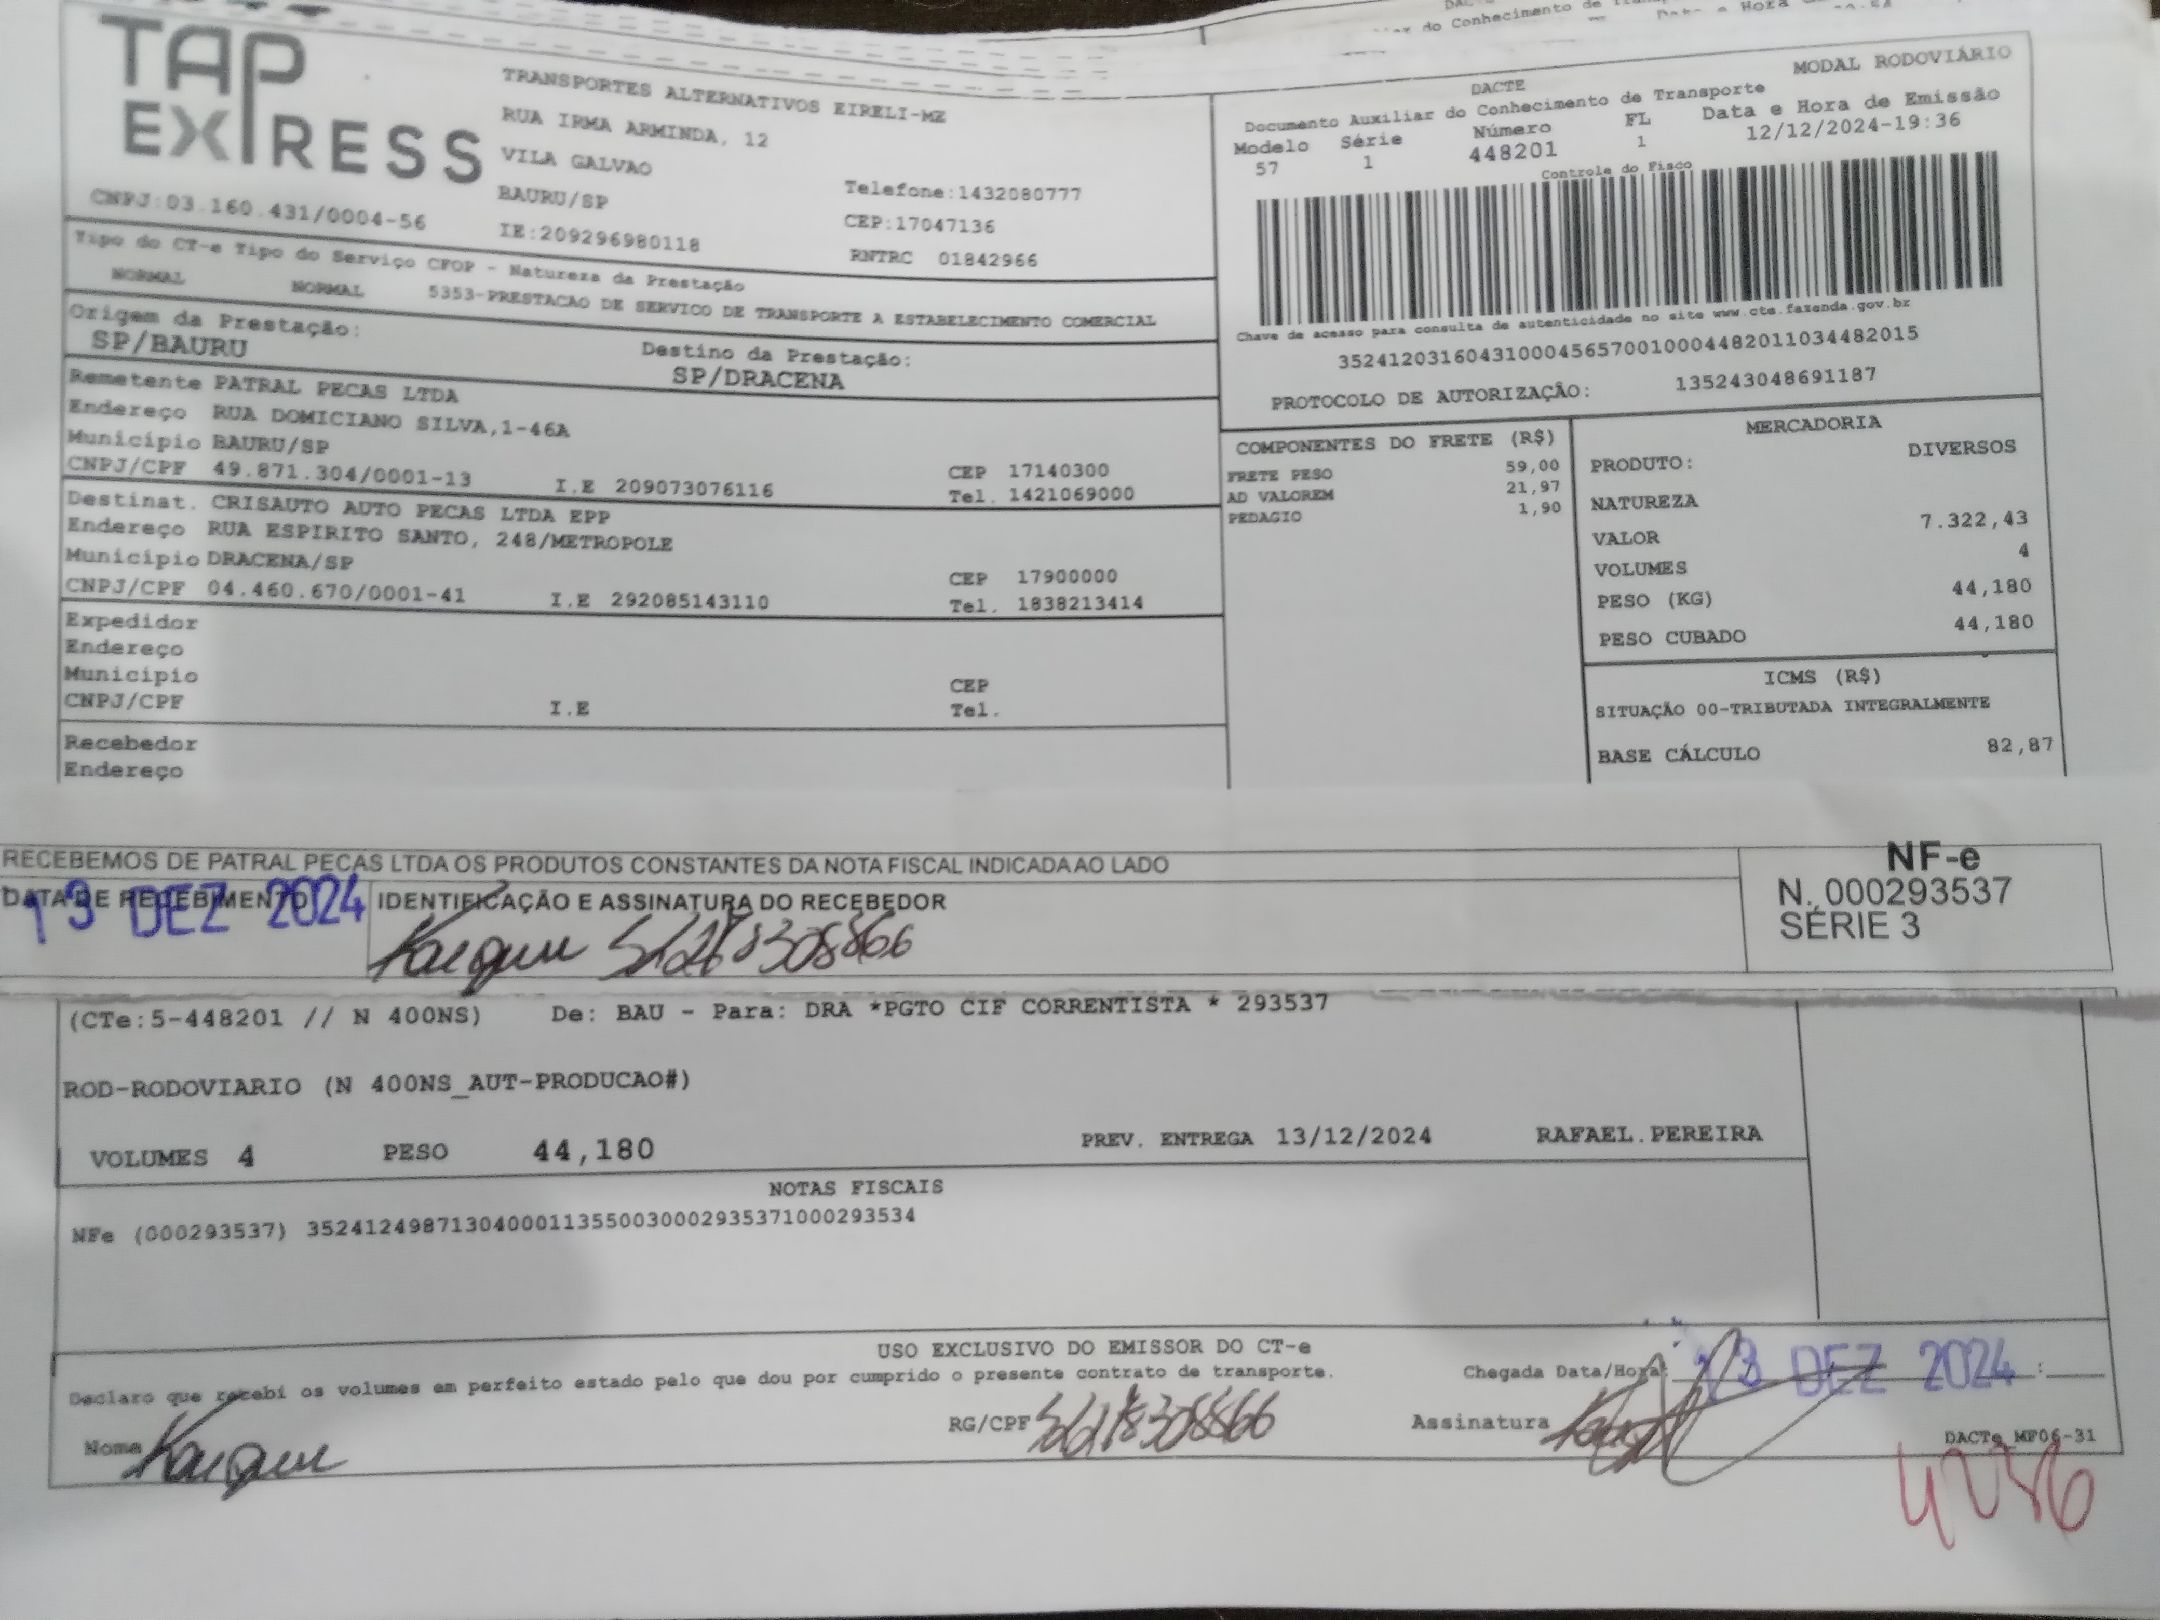 TAP
EXPRESS
TRANSPORTES ALTERNATIVOS EIRELI-MZ
RUA IRMA ARMINDA, 12
VILA GALVAO
BAURU/SP Telefone:1432080777
CNPJ:03.160.431/0004-56 IE:209296980118 CEP:17047136
RNTRC 01842966
Tipo do CT-e Tipo do Serviço CFOP - Natureza da Prestação
NORMAL NORMAL 5353-PRESTACAO DE SERVICO DE TRANSPORTE A ESTABELECIMENTO COMERCIAL
Origem da Prestação: Destino da Prestação:
SP/BAURU SP/DRACENA
Remetente PATRAL PECAS LTDA
Endereço RUA DOMICIANO SILVA,1-46A
Município BAURU/SP CEP 17140300
CNPJ/CPF 49.871.304/0001-13 I.E 209073076116 Tel. 1421069000
Destinat. CRISAUTO AUTO PECAS LTDA EPP
Endereço RUA ESPIRITO SANTO, 248/METROPOLE
Município DRACENA/SP CEP 17900000
CNPJ/CPF 04.460.670/0001-41 I.E 292085143110 Tel. 1838213414
Expedidor
Endereço
Município CEP
CNPJ/CPF I.E Tel.
Recebedor
Endereço
do Conhecimento de
MODAL RODOVIÁRIO
DACTE
Documento Auxiliar do Conhecimento de Transporte
Modelo Série Número FL Data e Hora de Emissão
57 1 448201 1 12/12/2024-19:36
Controle do Fisco
Chave de acesso para consulta de autenticidade no site www.cte.fazenda.gov.br
35241203160431000456570010004482011034482015
PROTOCOLO DE AUTORIZAÇÃO: 135243048691187
COMPONENTES DO FRETE (R$)
FRETE PESO 59,00
AD VALOREM 21,97
PEDAGIO 1,90
MERCADORIA
PRODUTO: DIVERSOS
NATUREZA
VALOR 7.322,43
VOLUMES 4
PESO (KG) 44,180
PESO CUBADO 44,180
ICMS (R$)
SITUAÇÃO 00-TRIBUTADA INTEGRALMENTE
BASE CÁLCULO 82,87
RECEBEMOS DE PATRAL PEÇAS LTDA OS PRODUTOS CONSTANTES DA NOTA FISCAL INDICADA AO LADO
DATA DE RECEBIMENTO IDENTIFICAÇÃO E ASSINATURA DO RECEBEDOR
13 DEZ 2024
NF-e
N. 000293537
SÉRIE 3
(CTe:5-448201 // N 400NS) De: BAU - Para: DRA *PGTO CIF CORRENTISTA * 293537
ROD-RODOVIARIO (N 400NS_AUT-PRODUCAO#)
VOLUMES 4 PESO 44,180 PREV. ENTREGA 13/12/2024 RAFAEL.PEREIRA
NOTAS FISCAIS
NFe (000293537) 35241249871304000113550030002935371000293534
USO EXCLUSIVO DO EMISSOR DO CT-e
Declaro que recebi os volumes em perfeito estado pelo que dou por cumprido o presente contrato de transporte. Chegada Data/Hora: 13 DEZ 2024 :
Nome RG/CPF Assinatura
DACTe_MF06-31